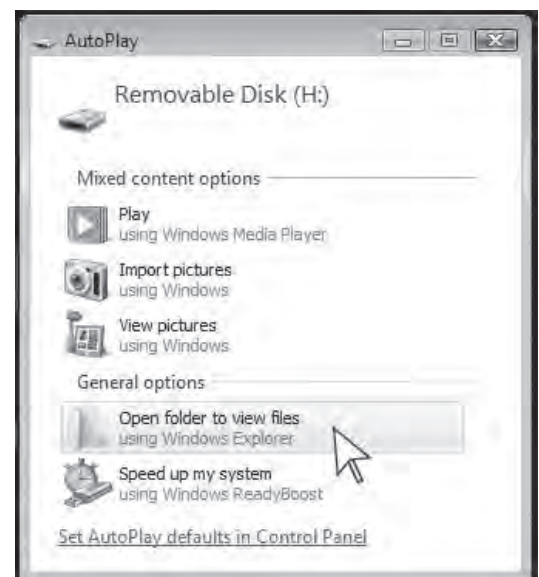 AutoPlay
Removable Disk (H:)
Mixed content options
Play
using Windows Media Player
Import pictures
using Windows
View pictures
using Windows
General options
Open folder to view files
using Windows Explorer
Speed up my system
using Windows ReadyBoost
Set AutoPlay defaults in Control Panel